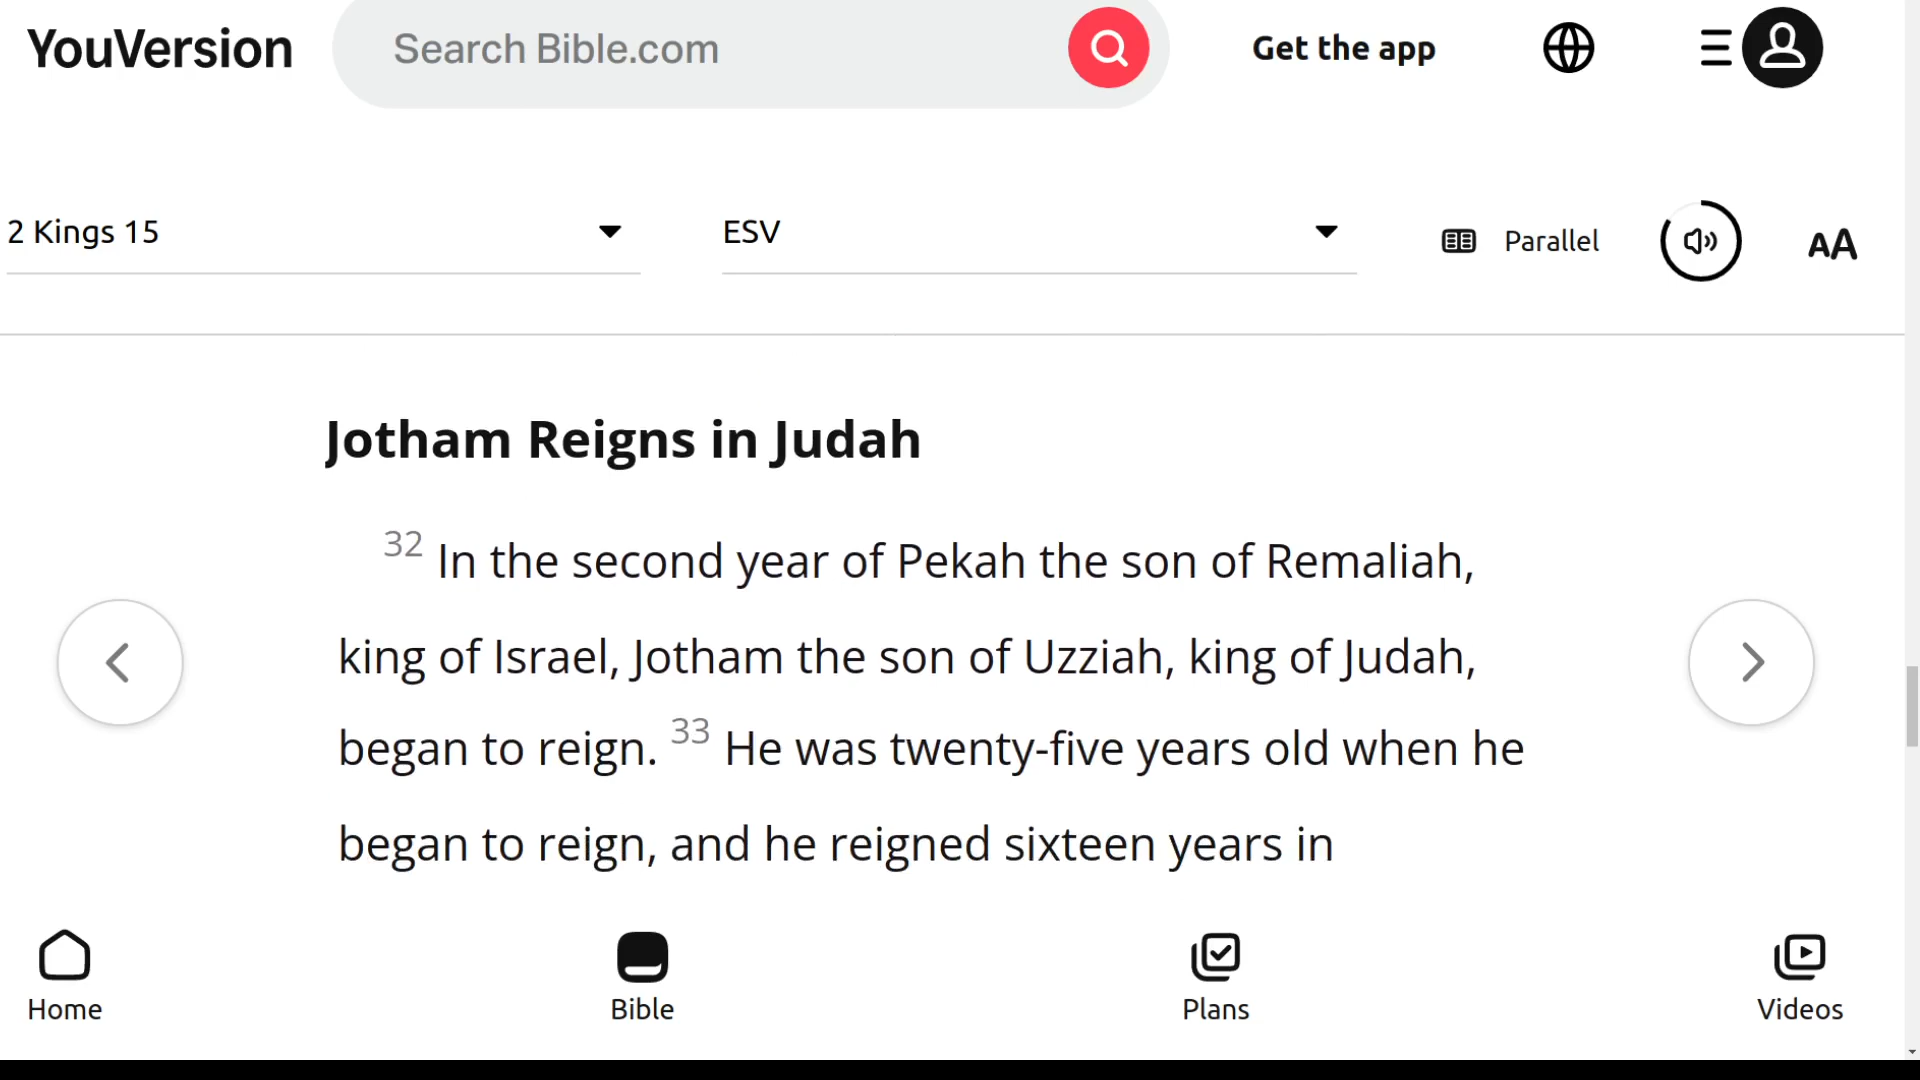 YouVersion
Search Bible.com
Get the app
2 Kings 15
ESV
Parallel
AA
Jotham Reigns in Judah
32 In the second year of Pekah the son of Remaliah,
king of Israel, Jotham the son of Uzziah, king of Judah,
began to reign. 33 He was twenty-five years old when he
began to reign, and he reigned sixteen years in
Home
Bible
Plans
Videos